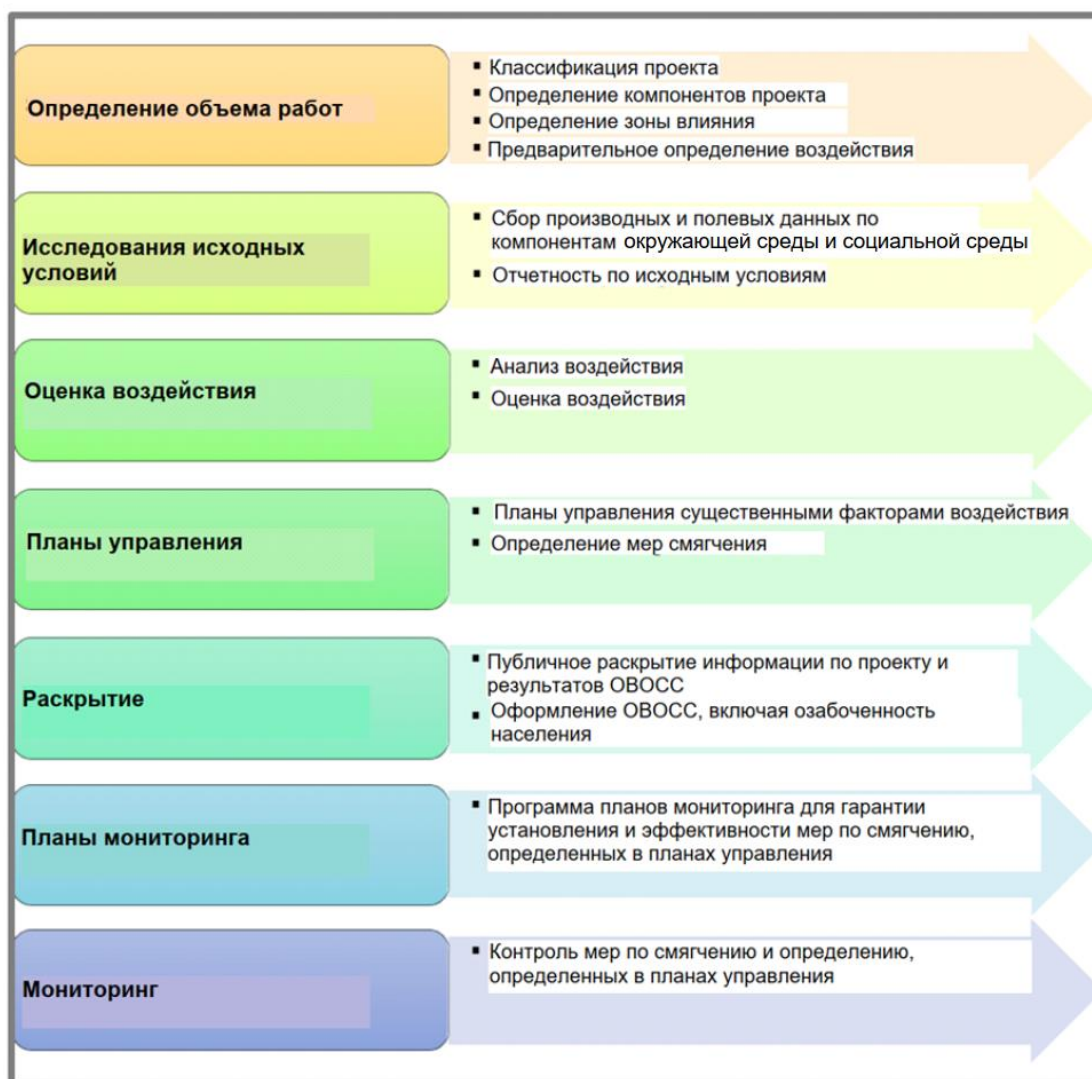 Определение объема работ
▪ Классификация проекта
▪ Определение компонентов проекта
▪ Определение зоны влияния
▪ Предварительное определение воздействия
Исследования исходных
условий
▪ Сбор производных и полевых данных по
компонентам окружающей среды и социальной среды
▪ Отчетность по исходным условиям
Оценка воздействия
▪ Анализ воздействия
▪ Оценка воздействия
Планы управления
▪ Планы управления существенными факторами воздействия
▪ Определение мер смягчения
Раскрытие
▪ Публичное раскрытие информации по проекту и
результатов ОВОСС
▪ Оформление ОВОСС, включая озабоченность
населения
Планы мониторинга
▪ Программа планов мониторинга для гарантии
установления и эффективности мер по смягчению,
определенных в планах управления
Мониторинг
▪ Контроль мер по смягчению и определению,
определенных в планах управления